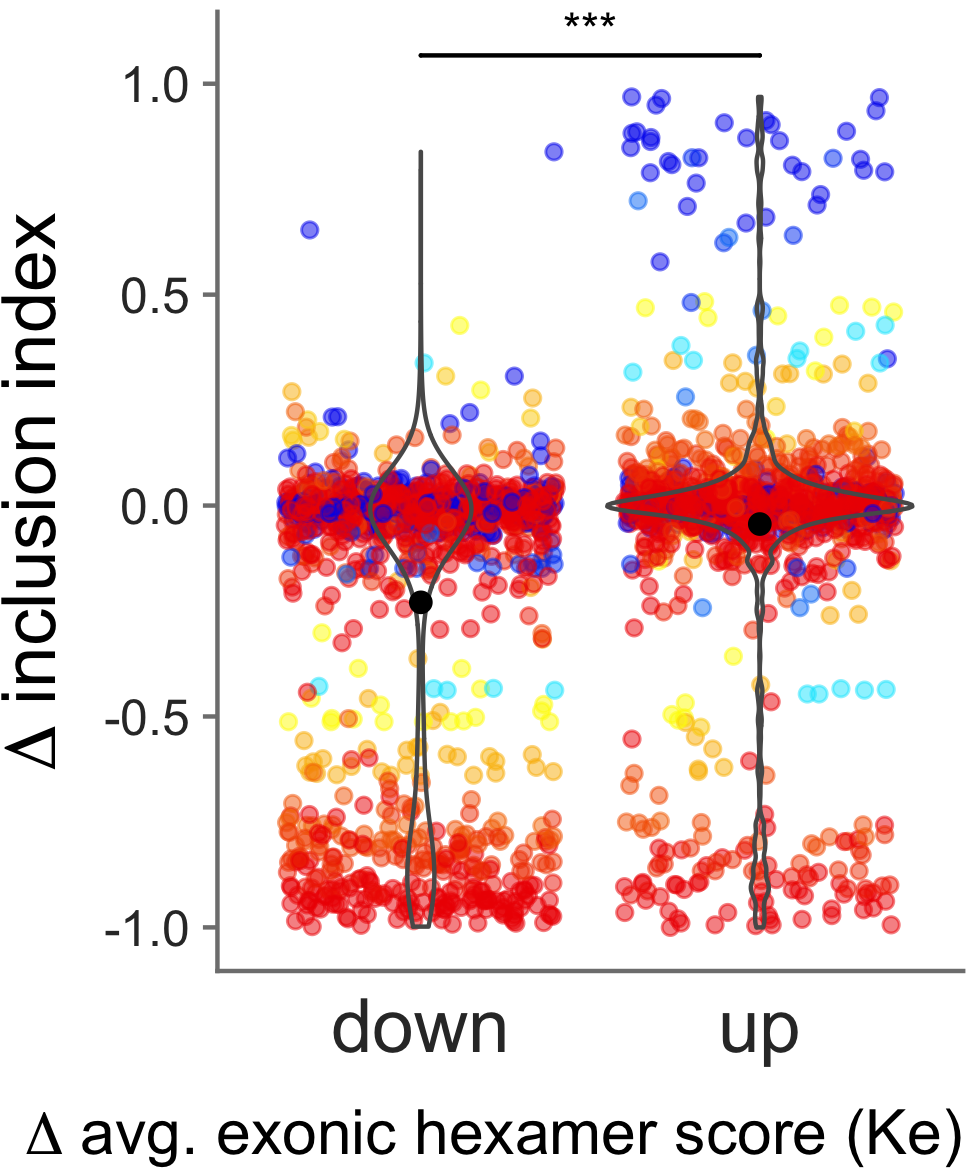 ***
1.0
0.5
0.0
-0.5
-1.0
Δ inclusion index
down up
Δ avg. exonic hexamer score (Ke)